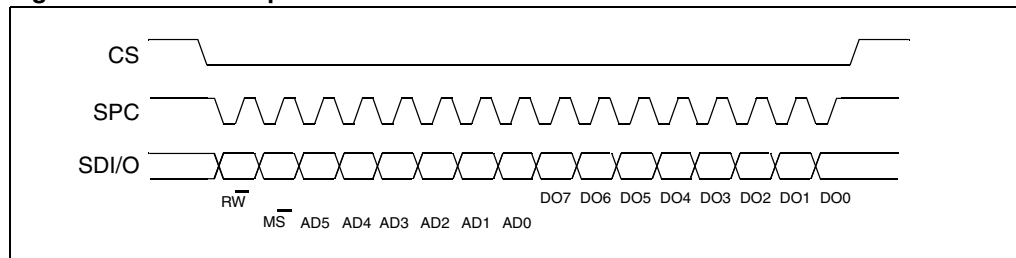 CS
SPC
SDI/O
RW
DO7 DO6 DO5 DO4 DO3 DO2 DO1 DO0
MS AD5 AD4 AD3 AD2 AD1 AD0